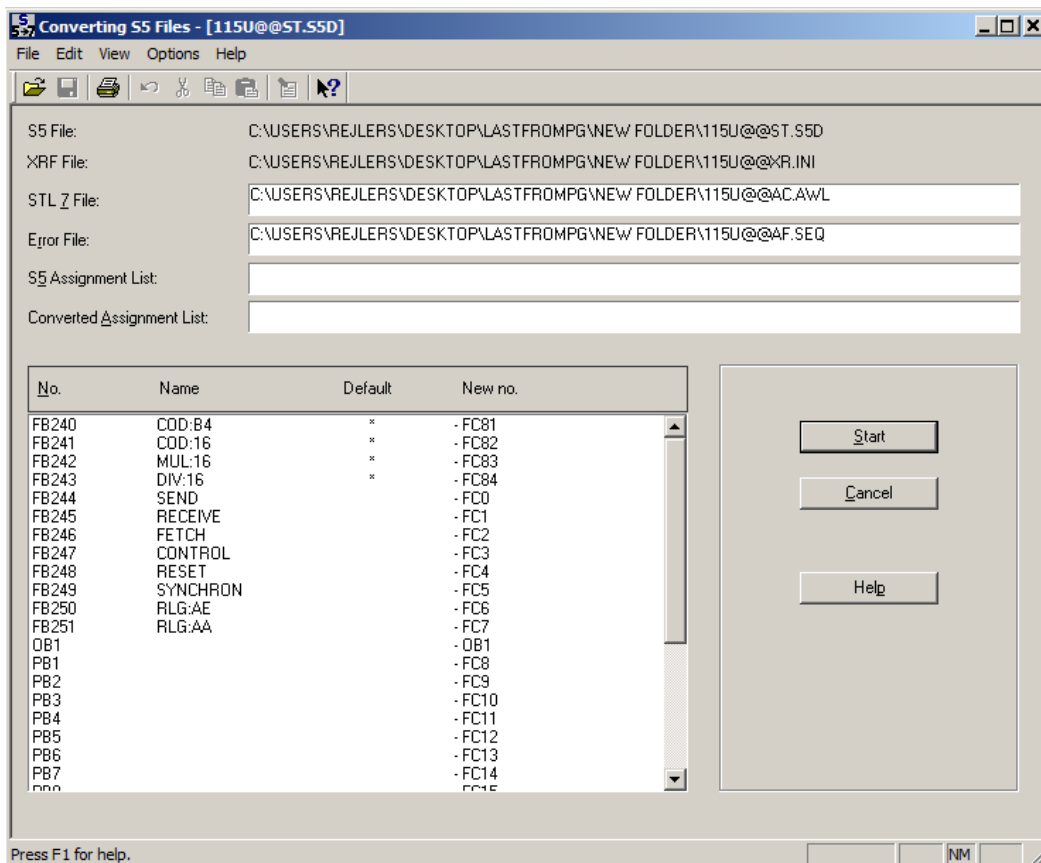 Converting S5 Files - [115U@@ST.S5D]
File Edit View Options Help
S5 File: C:\USERS\REJLERS\DESKTOP\LASTFROMPG\NEW FOLDER\115U@@ST.S5D
XRF File: C:\USERS\REJLERS\DESKTOP\LASTFROMPG\NEW FOLDER\115U@@XR.INI
STL 7 File: C:\USERS\REJLERS\DESKTOP\LASTFROMPG\NEW FOLDER\115U@@AC.AWL
Error File: C:\USERS\REJLERS\DESKTOP\LASTFROMPG\NEW FOLDER\115U@@AF.SEQ
S5 Assignment List:
Converted Assignment List:
No. Name Default New no.
FB240 COD:B4 * - FC81
FB241 COD:16 * - FC82
FB242 MUL:16 * - FC83
FB243 DIV:16 * - FC84
FB244 SEND - FC0
FB245 RECEIVE - FC1
FB246 FETCH - FC2
FB247 CONTROL - FC3
FB248 RESET - FC4
FB249 SYNCHRON - FC5
FB250 RLG:AE - FC6
FB251 RLG:AA - FC7
OB1 - OB1
PB1 - FC8
PB2 - FC9
PB3 - FC10
PB4 - FC11
PB5 - FC12
PB6 - FC13
PB7 - FC14
Start
Cancel
Help
Press F1 for help.
NM